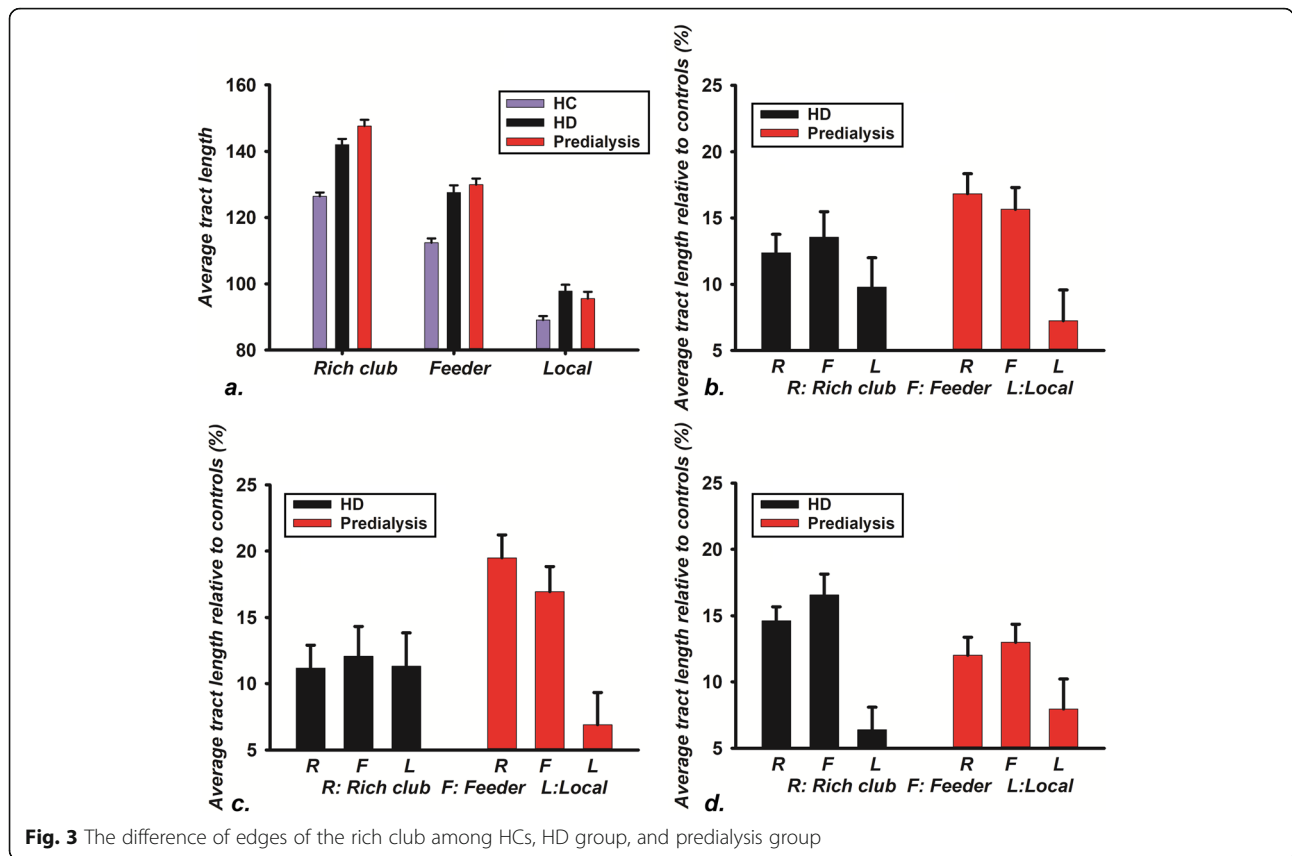 Average tract length
160
140
120
100
80
HC
HD
Predialysis
Rich club Feeder Local
a.
Average tract length relative to controls (%)
25
20
15
10
5
HD
Predialysis
R F L R F L
R: Rich club F: Feeder L:Local
b.
Average tract length relative to controls (%)
25
20
15
10
5
HD
Predialysis
R F L R F L
R: Rich club F: Feeder L:Local
c.
Average tract length relative to controls (%)
25
20
15
10
5
HD
Predialysis
R F L R F L
R: Rich club F: Feeder L:Local
d.
Fig. 3 The difference of edges of the rich club among HCs, HD group, and predialysis group